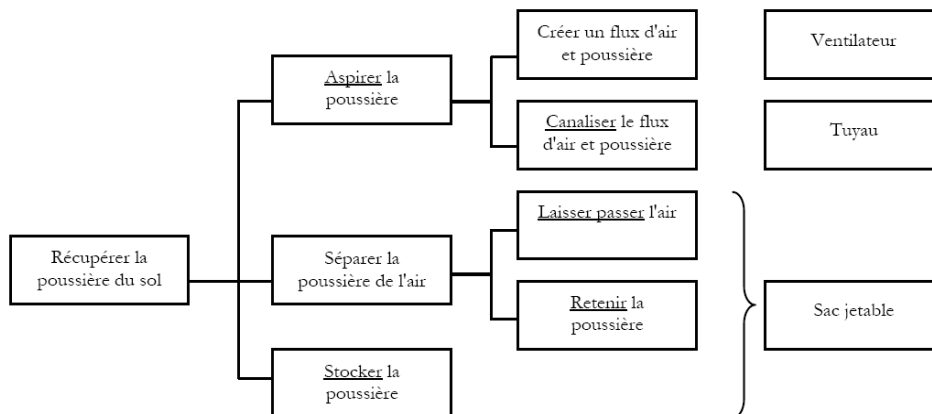 Créer un flux d'air
et poussière
Ventilateur
Aspirer la
poussière
Canaliser le flux
d'air et poussière
Tuyau
Laisser passer l'air
Récupérer la
poussière du sol
Séparer la
poussière de l'air
Retenir la
poussière
Sac jetable
Stocker la
poussière